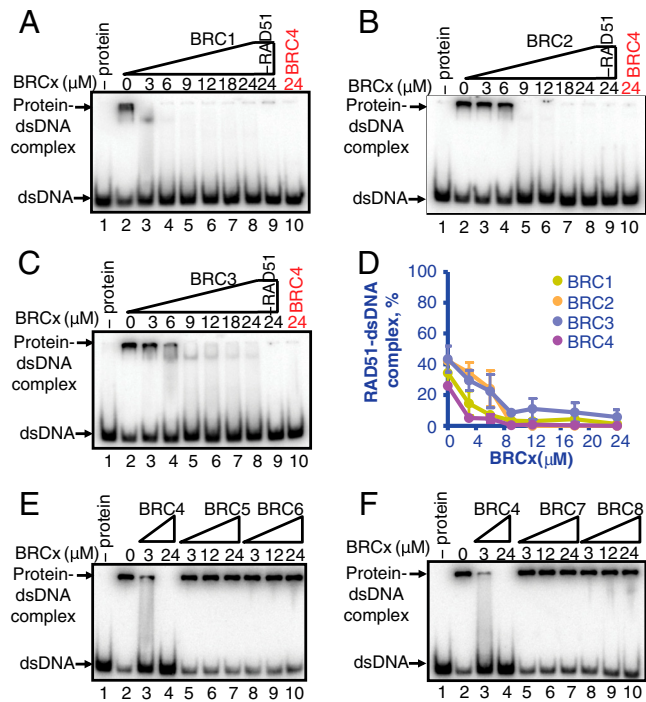 A
– protein
BRC1
–RAD51
BRC4
BRCx (µM)
0 3 6 9 12 18 24 24 24
Protein-
dsDNA
complex
dsDNA
1 2 3 4 5 6 7 8 9 10
B
– protein
BRC2
–RAD51
BRC4
BRCx (µM)
0 3 6 9 12 18 24 24 24
Protein-
dsDNA
complex
dsDNA
1 2 3 4 5 6 7 8 9 10
C
– protein
BRC3
–RAD51
BRC4
BRCx (µM)
0 3 6 9 12 18 24 24 24
Protein-
dsDNA
complex
dsDNA
1 2 3 4 5 6 7 8 9 10
D
RAD51-dsDNA
complex, %
100
80
60
40
20
0
BRC1
BRC2
BRC3
BRC4
0 4 8 12 16 20 24
BRCx(µM)
E
– protein
BRC4 BRC5 BRC6
BRCx (µM)
0 3 24 3 12 24 3 12 24
Protein-
dsDNA
complex
dsDNA
1 2 3 4 5 6 7 8 9 10
F
– protein
BRC4 BRC7 BRC8
BRCx (µM)
0 3 24 3 12 24 3 12 24
Protein-
dsDNA
complex
dsDNA
1 2 3 4 5 6 7 8 9 10